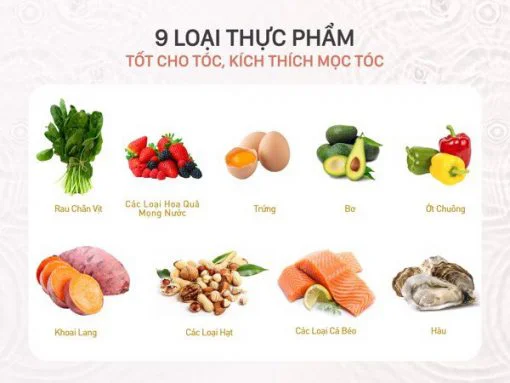 9 LOẠI THỰC PHẨM
TỐT CHO TÓC, KÍCH THÍCH MỌC TÓC
Rau Chân Vịt
Các Loại Hoa Quả
Mọng Nước
Trứng
Bơ
Ớt Chuông
Khoai Lang
Các Loại Hạt
Các Loại Cá Béo
Hàu